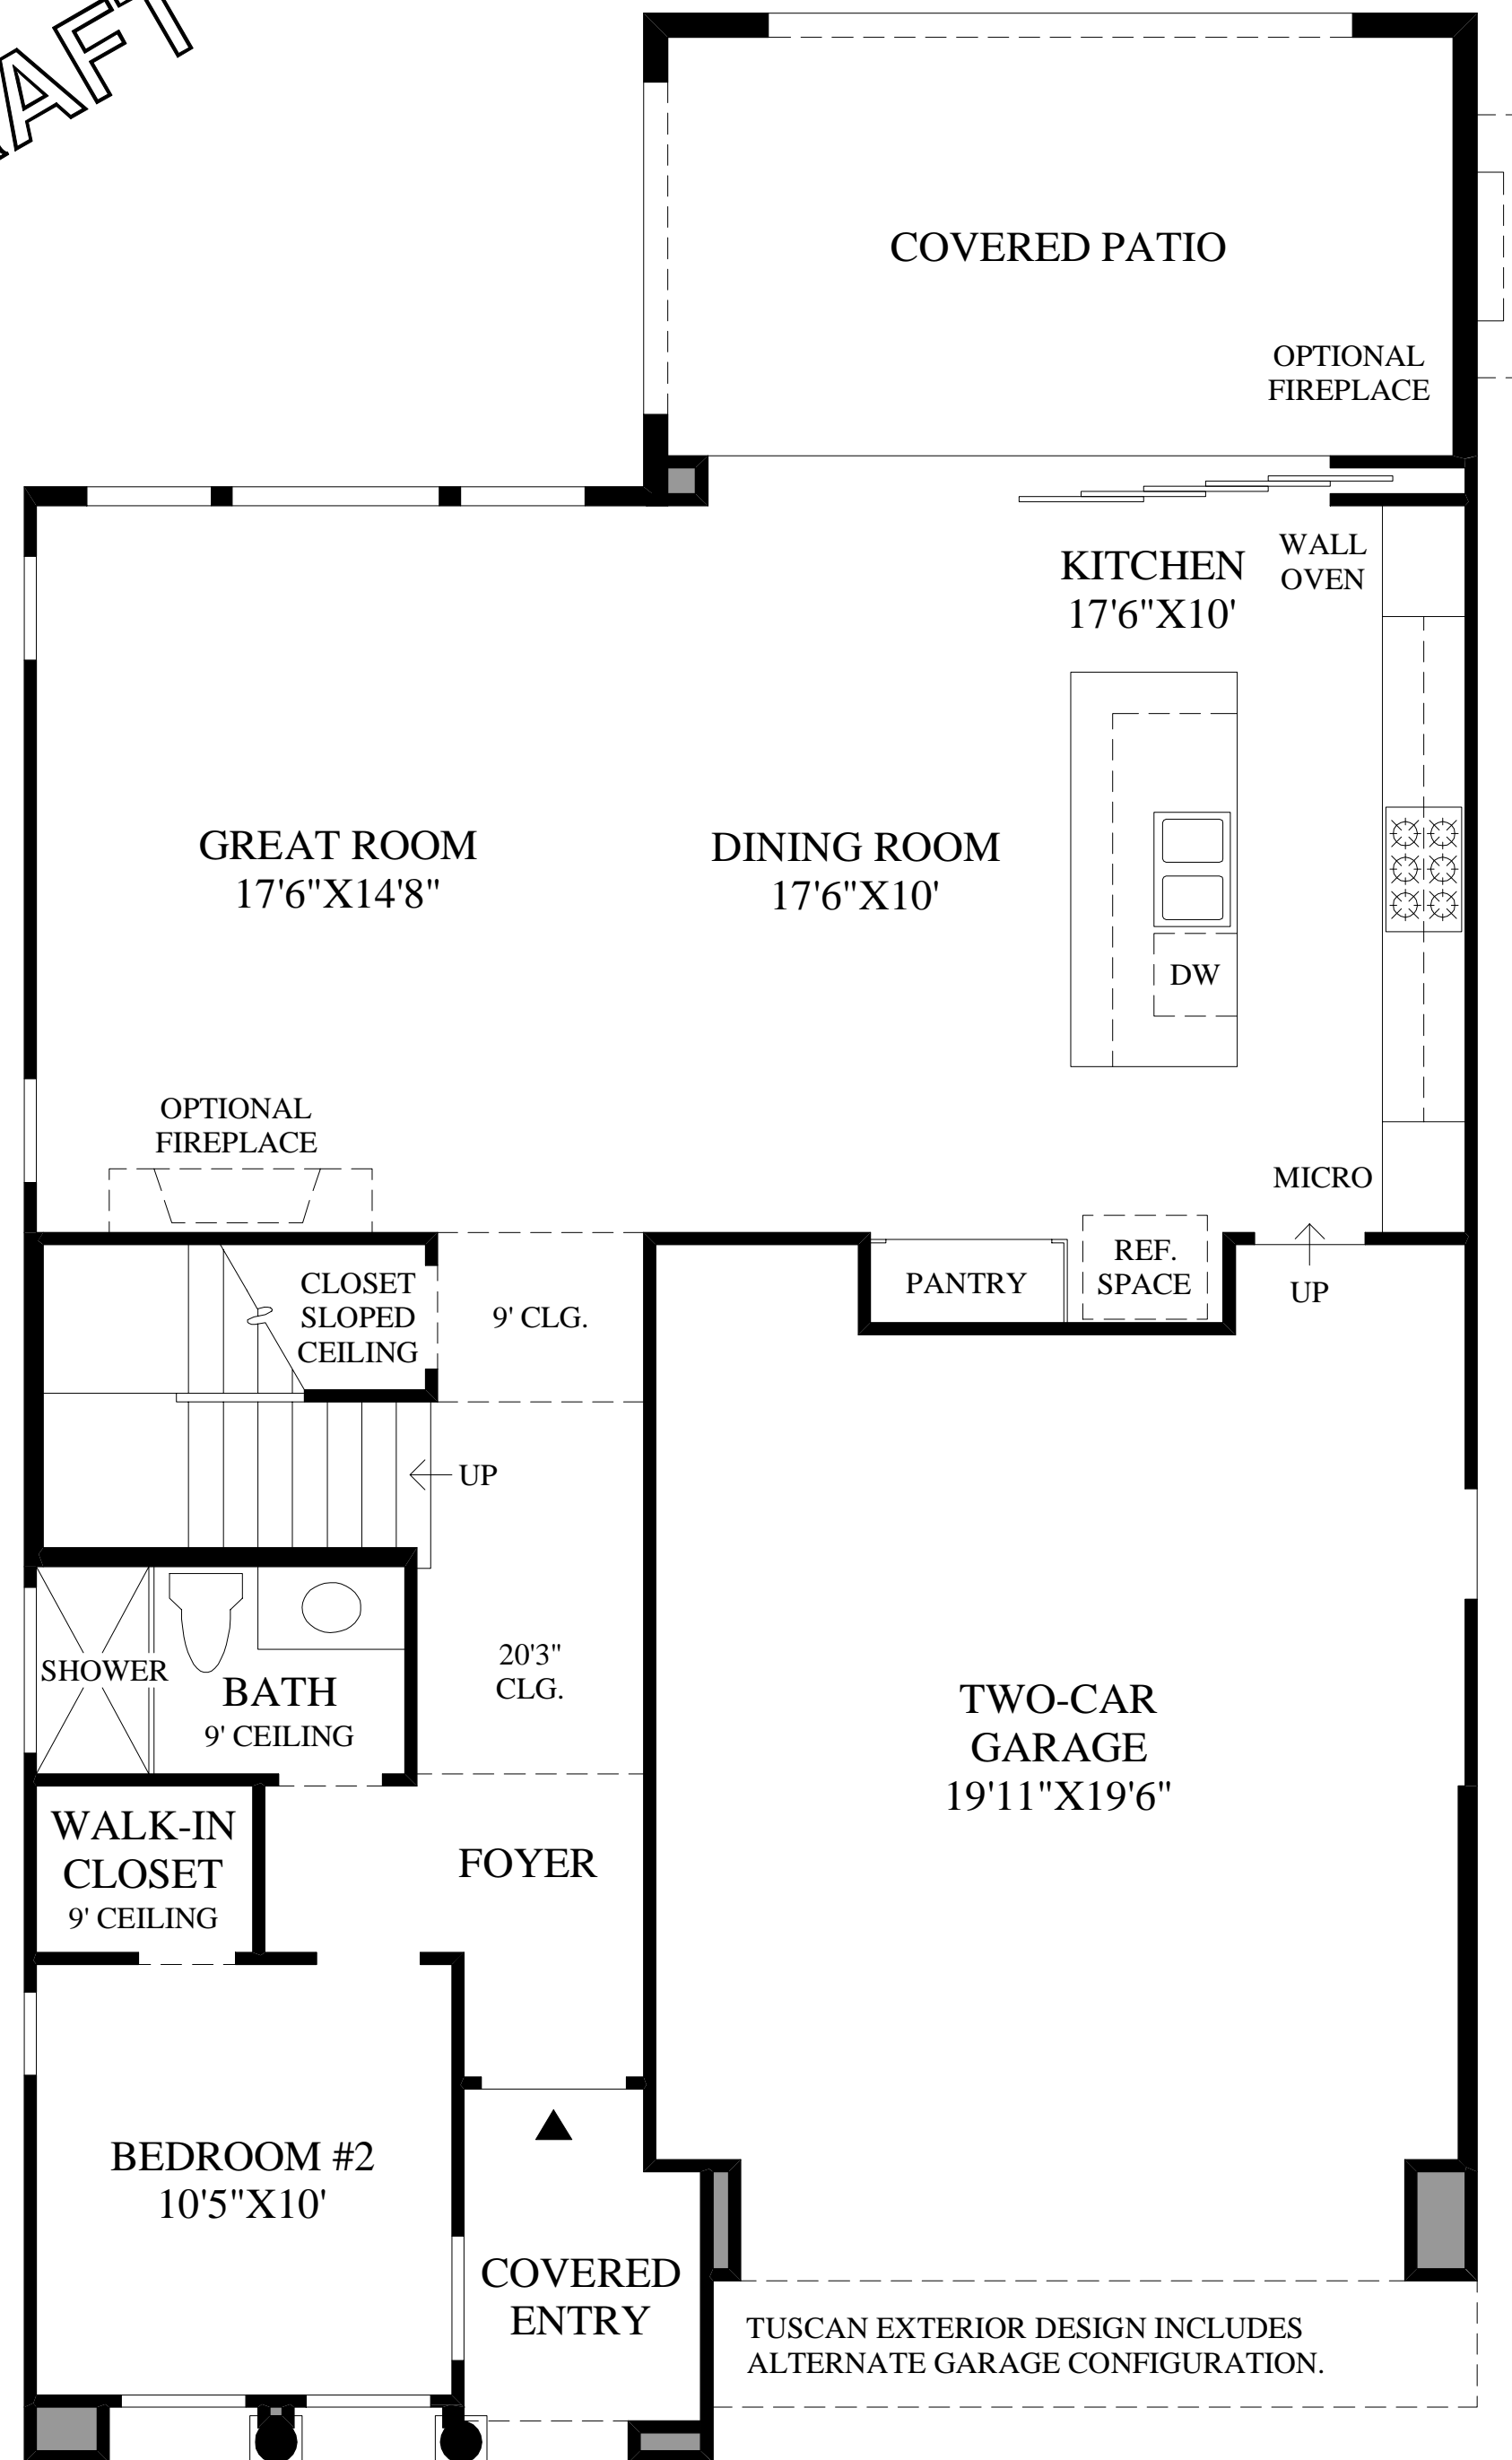 AFT
COVERED PATIO
OPTIONAL
FIREPLACE
KITCHEN
17'6"X10'
WALL
OVEN
GREAT ROOM
17'6"X14'8"
DINING ROOM
17'6"X10'
DW
OPTIONAL
FIREPLACE
MICRO
CLOSET
SLOPED
CEILING
9' CLG.
PANTRY
REF.
SPACE
UP
UP
SHOWER
BATH
9' CEILING
20'3"
CLG.
TWO-CAR
GARAGE
19'11"X19'6"
WALK-IN
CLOSET
9' CEILING
FOYER
BEDROOM #2
10'5"X10'
COVERED
ENTRY
TUSCAN EXTERIOR DESIGN INCLUDES
ALTERNATE GARAGE CONFIGURATION.